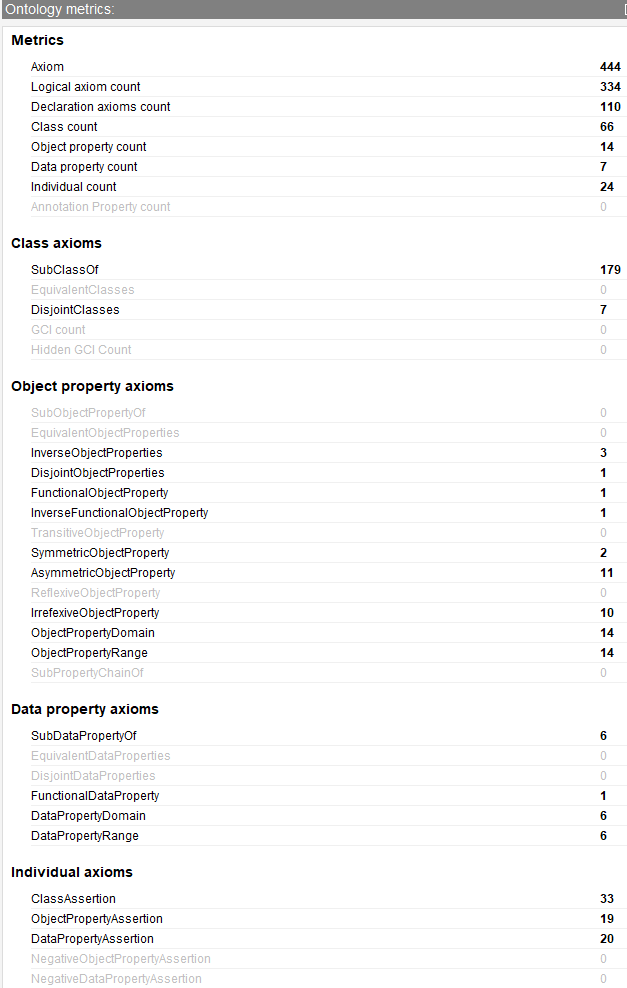 Ontology metrics:
Metrics
Axiom 444
Logical axiom count 334
Declaration axioms count 110
Class count 66
Object property count 14
Data property count 7
Individual count 24
Annotation Property count 0
Class axioms
SubClassOf 179
EquivalentClasses 0
DisjointClasses 7
GCI count 0
Hidden GCI Count 0
Object property axioms
SubObjectPropertyOf 0
EquivalentObjectProperties 0
InverseObjectProperties 3
DisjointObjectProperties 1
FunctionalObjectProperty 1
InverseFunctionalObjectProperty 1
TransitiveObjectProperty 0
SymmetricObjectProperty 2
AsymmetricObjectProperty 11
ReflexiveObjectProperty 0
IrrefexiveObjectProperty 10
ObjectPropertyDomain 14
ObjectPropertyRange 14
SubPropertyChainOf 0
Data property axioms
SubDataPropertyOf 6
EquivalentDataProperties 0
DisjointDataProperties 0
FunctionalDataProperty 1
DataPropertyDomain 6
DataPropertyRange 6
Individual axioms
ClassAssertion 33
ObjectPropertyAssertion 19
DataPropertyAssertion 20
NegativeObjectPropertyAssertion 0
NegativeDataPropertyAssertion 0